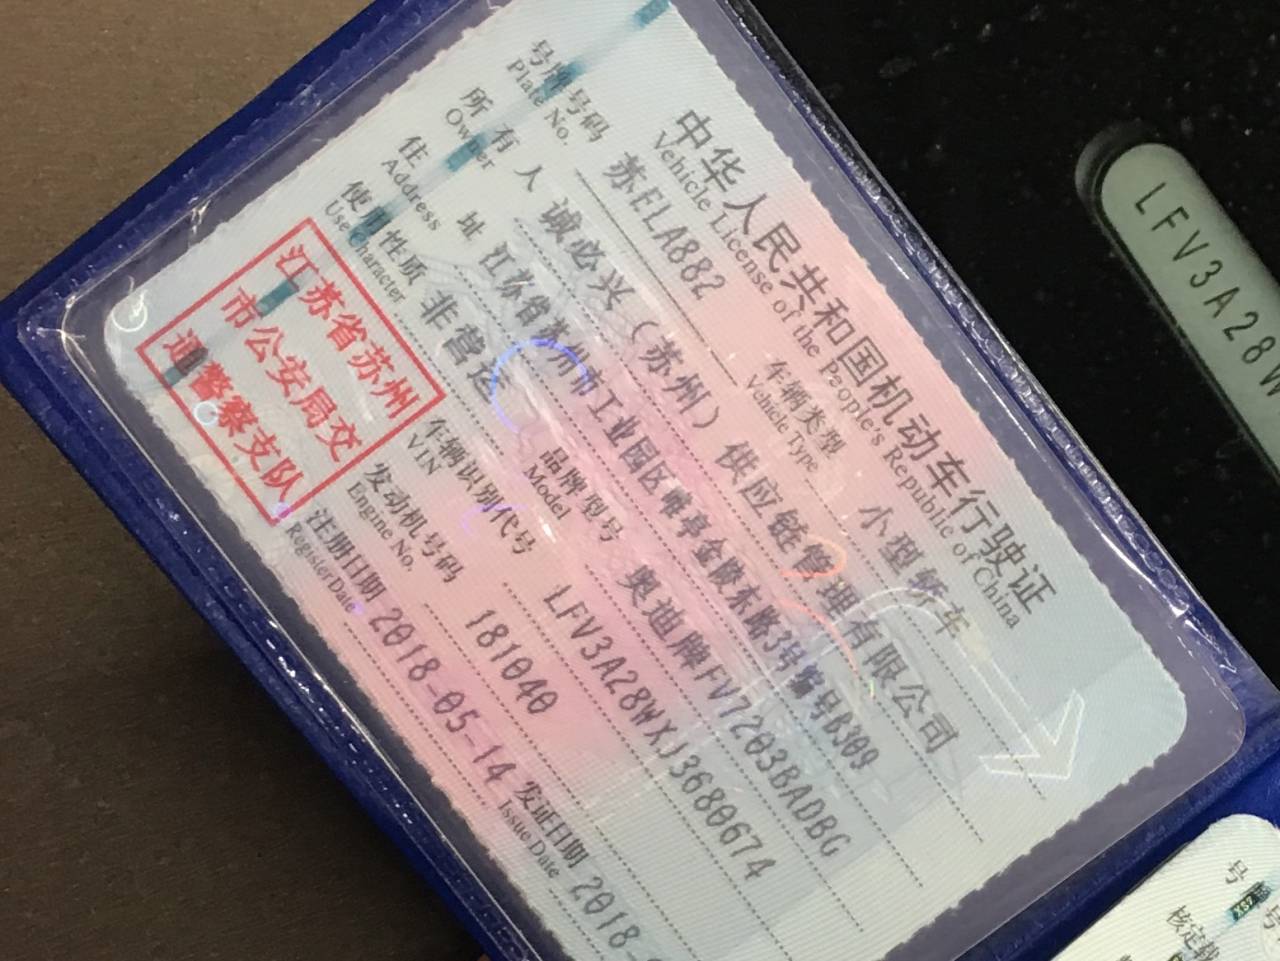 中华人民共和国机动车行驶证
Vehicle License of the People's Republic of China
号牌号码 苏ELA882 车辆类型 小型轿车
Plate No. Vehicle Type
所有人 诚必兴（苏州）供应链管理有限公司
Owner
住址 江苏省苏州市工业园区唯亭金陵东路3号编号B309
Address
使用性质 非营运 品牌型号 奥迪牌FV7203BADBG
Use Character Model
车辆识别代号 LFV3A28WXJ3680674
VIN
发动机号码 181040
Engine No.
注册日期 2018-05-14 发证日期 2018-
Register Date Issue Date
江苏省苏州
市公安局交
通警察支队
LFV3A28W
号牌号
核定载